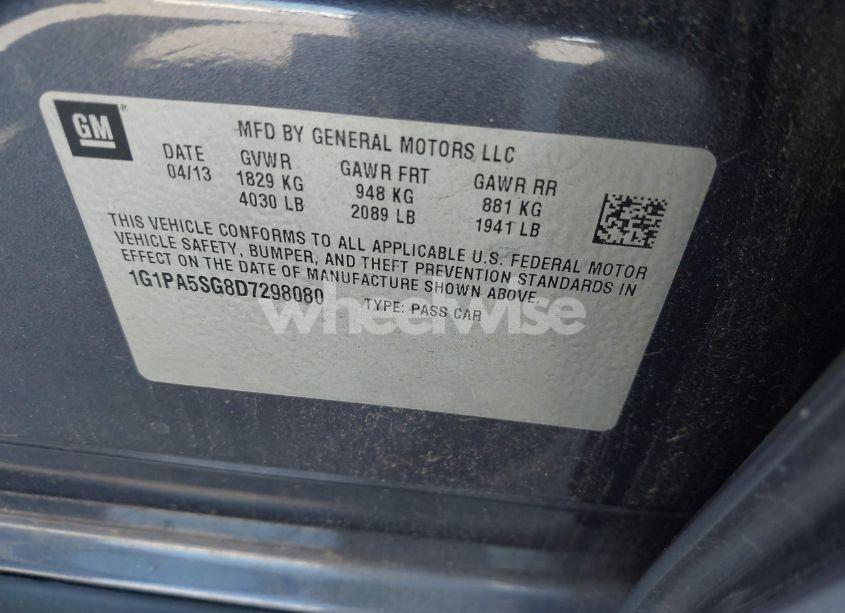 GM
MFD BY GENERAL MOTORS LLC
DATE GVWR GAWR FRT GAWR RR
04/13 1829 KG 948 KG 881 KG
4030 LB 2089 LB 1941 LB
THIS VEHICLE CONFORMS TO ALL APPLICABLE U.S. FEDERAL MOTOR
VEHICLE SAFETY, BUMPER, AND THEFT PREVENTION STANDARDS IN
EFFECT ON THE DATE OF MANUFACTURE SHOWN ABOVE.
1G1PA5SG8D7298080 TYPE: PASS CAR
wheelwise